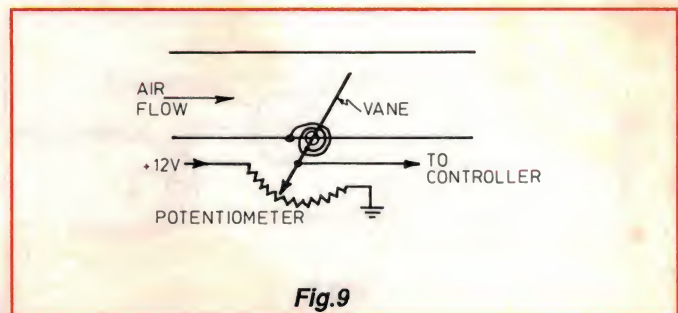 AIR
FLOW
VANE
+12V
TO
CONTROLLER
POTENTIOMETER
Fig.9